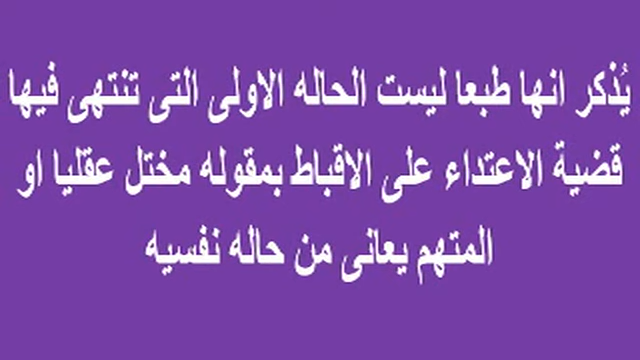 يُذكر انها طبعا ليست الحاله الاولى التى تنتهى فيها
قضية الاعتداء على الاقباط بمقوله مختل عقليا او
المتهم يعانى من حاله نفسيه